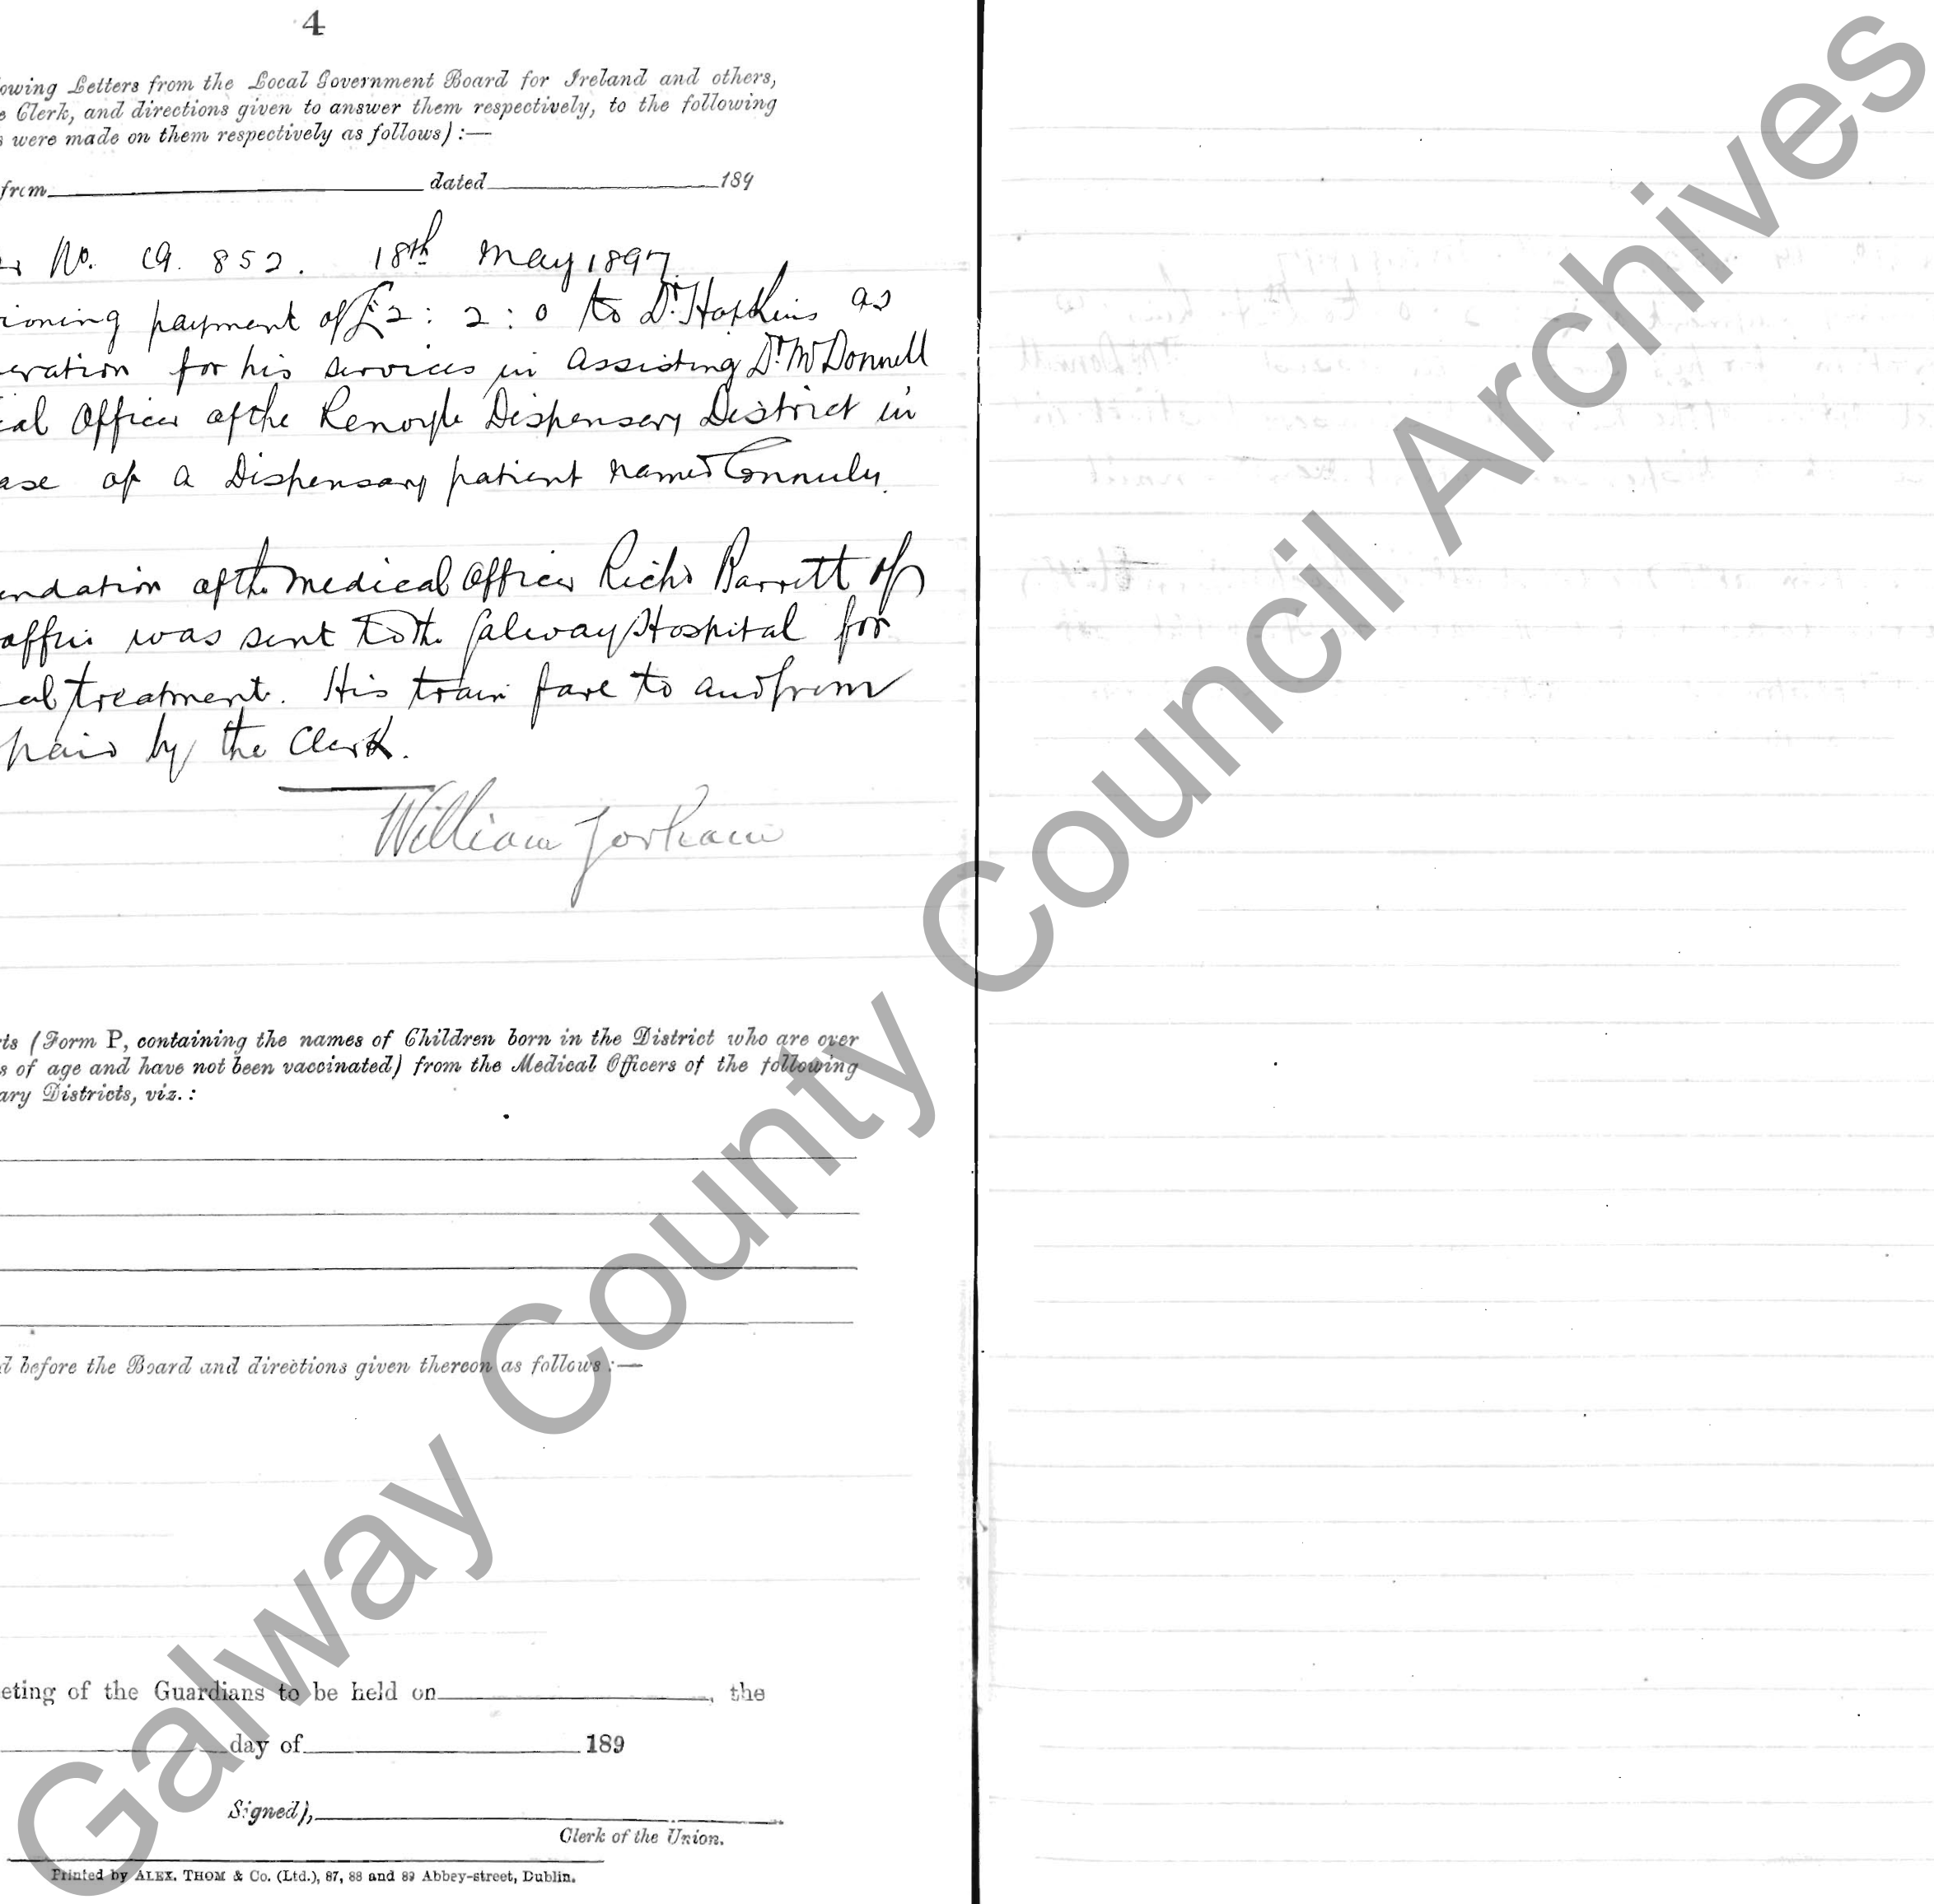 4
owing Letters from the Local Government Board for Ireland and others,
e Clerk, and directions given to answer them respectively, to the following
s were made on them respectively as follows) :—
from dated 189
No. 19. 852. 18th May 1897
ioning payment of £2 : 2 : 0 to Dr. Hopkins as
eration for his services in assisting Dr. McDonnell
cal Officer of the Renvyle Dispensary District in
ase of a Dispensary patient named
endation of the Medical Officer Richd Barrett of
offin was sent to the Galway Hospital for
al treatment. His train fare to and from
paid by the Clerk.
William Gorham
ts (Form P, containing the names of Children born in the District who are over
s of age and have not been vaccinated) from the Medical Officers of the following
ary Districts, viz. :
d before the Board and directions given thereon as follows :—
eting of the Guardians to be held on , the
day of 189
Signed),
Clerk of the Union.
Printed by ALEX. THOM & Co. (Ltd.), 87, 88 and 89 Abbey-street, Dublin.
Galway County Council Archives